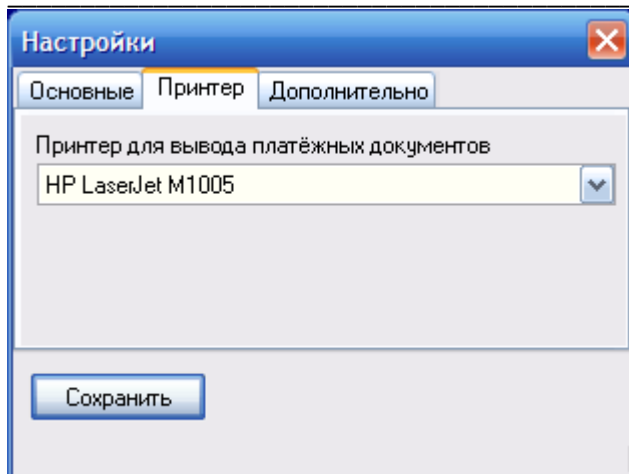 Настройки
Основные Принтер Дополнительно
Принтер для вывода платёжных документов
HP LaserJet M1005
Сохранить